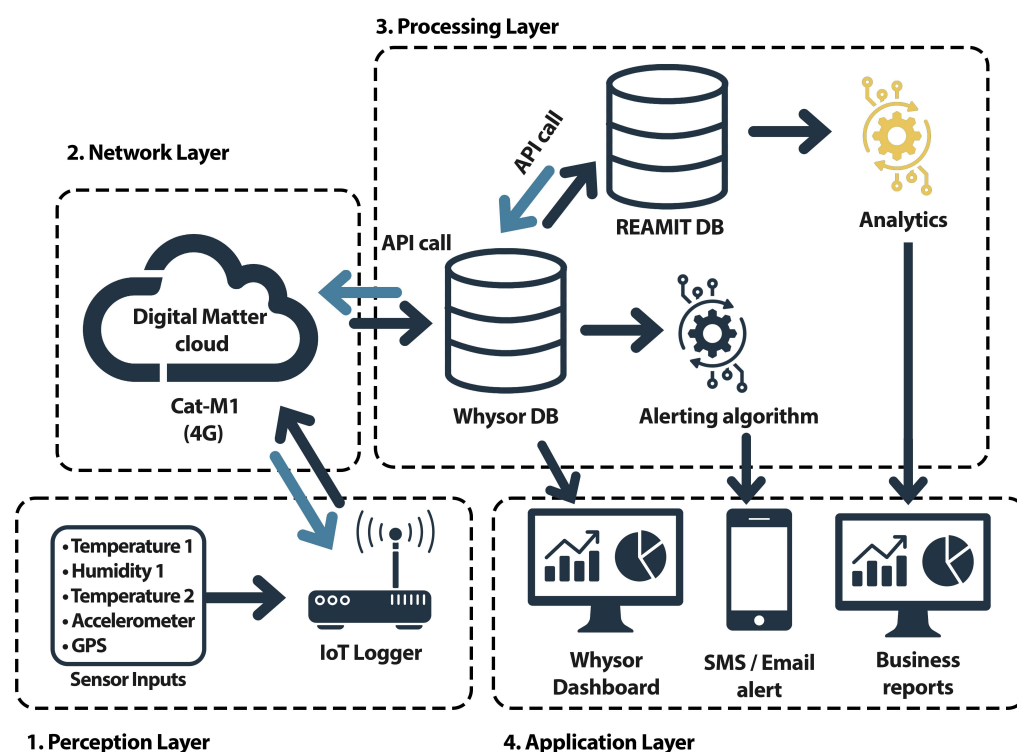 3. Processing Layer
API call
REAMIT DB
Analytics
2. Network Layer
API call
Digital Matter
cloud
Cat-M1
(4G)
Whysor DB
Alerting algorithm
• Temperature 1
• Humidity 1
• Temperature 2
• Accelerometer
• GPS
Sensor Inputs
IoT Logger
Whysor
Dashboard
SMS / Email
alert
Business
reports
1. Perception Layer
4. Application Layer